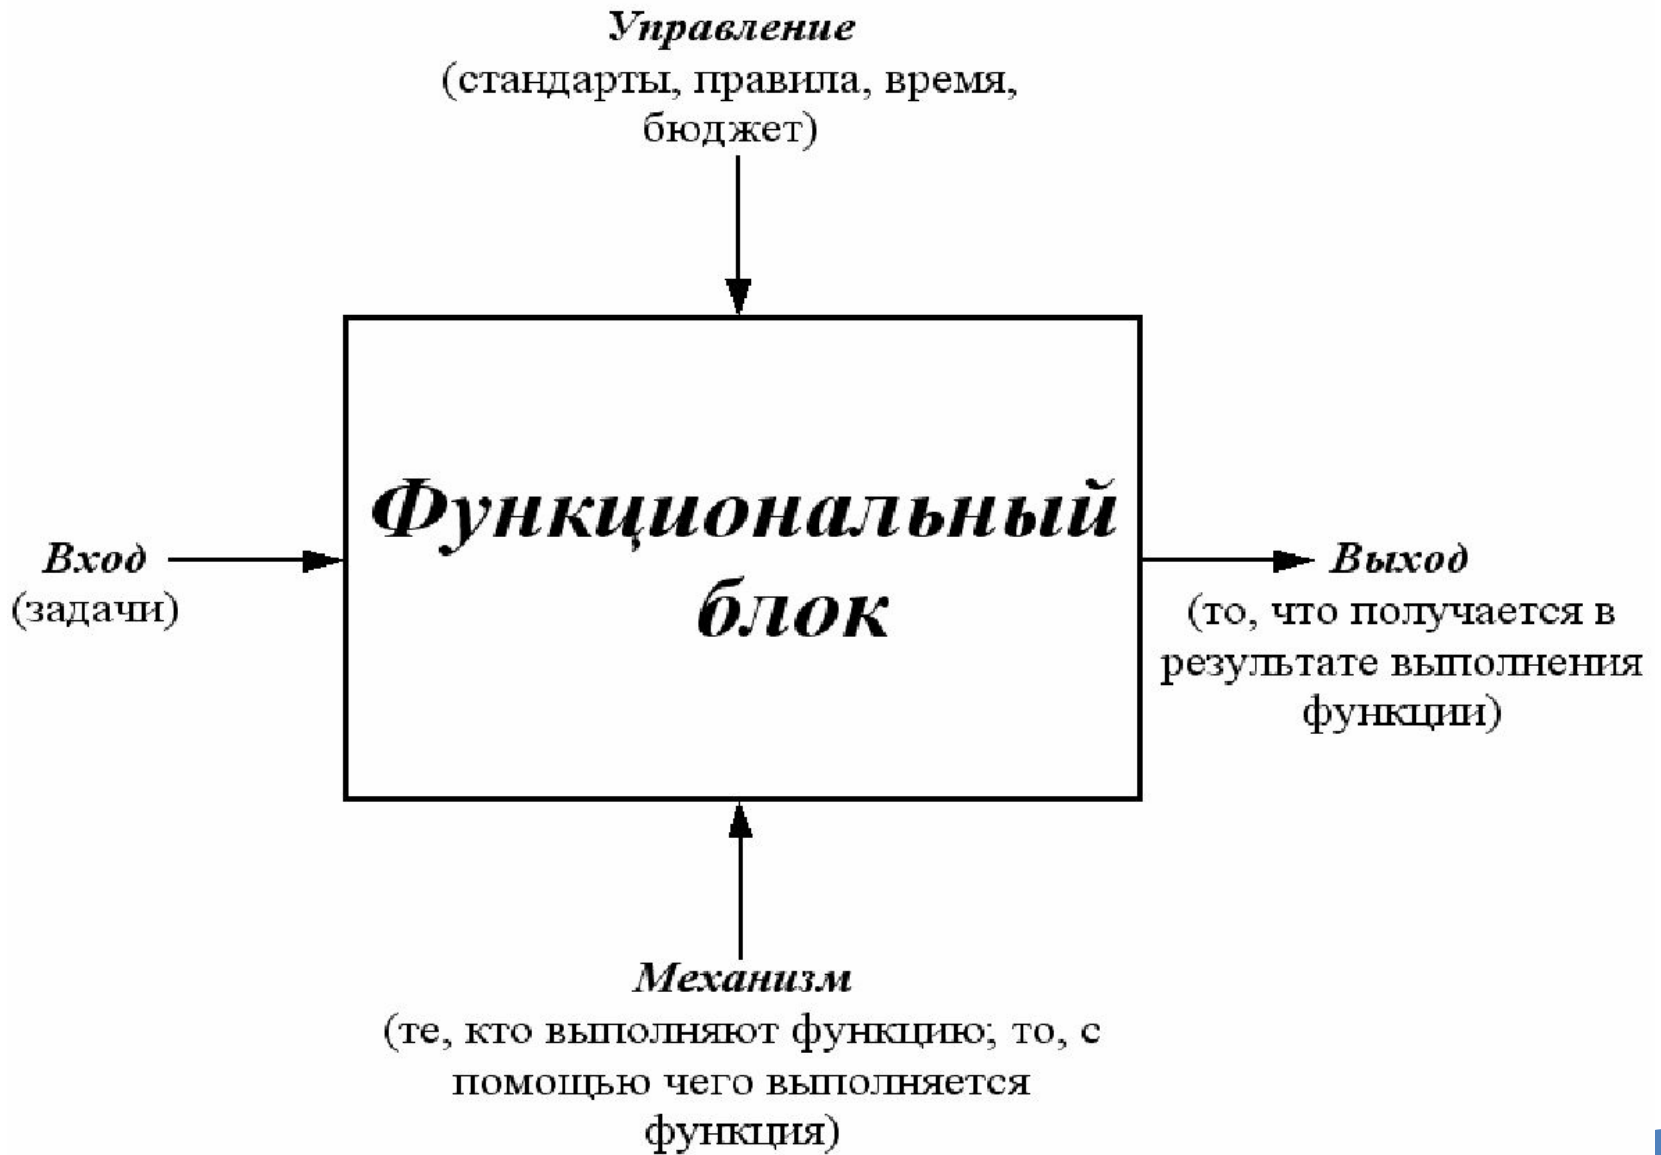 Управление
(стандарты, правила, время,
бюджет)
Функциональный
блок
Вход
(задачи)
Выход
(то, что получается в
результате выполнения
функции)
Механизм
(те, кто выполняют функцию; то, с
помощью чего выполняется
функция)